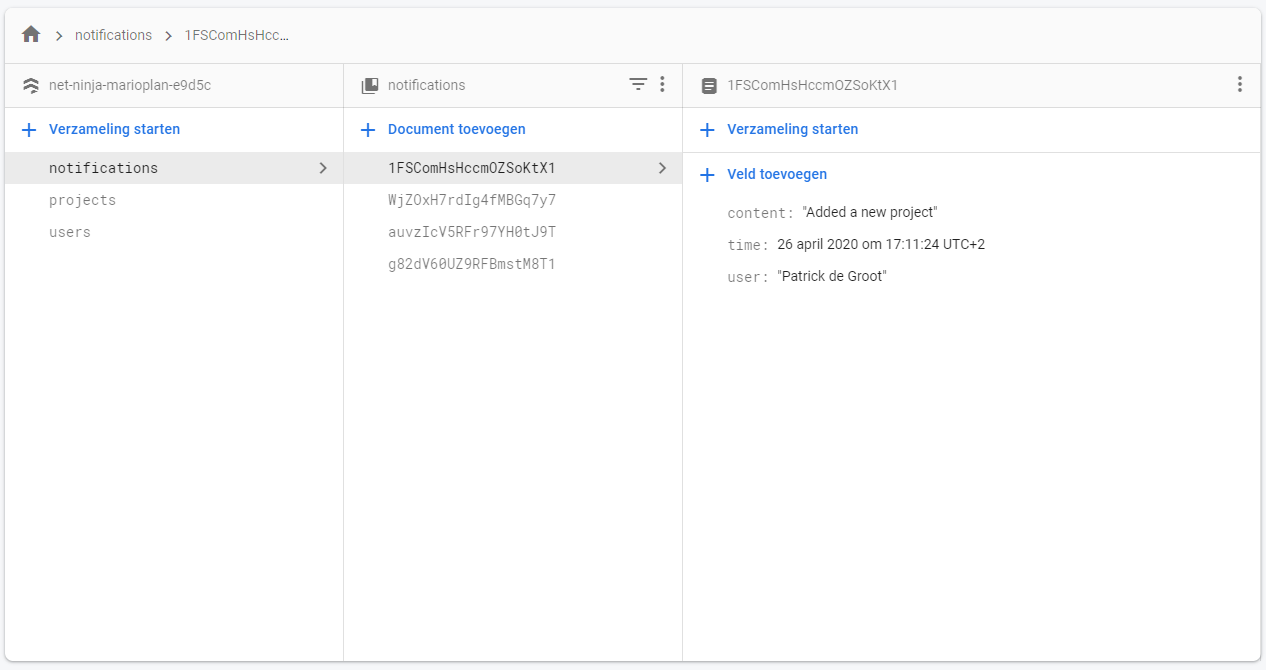 notifications
1FSComHsHcc...
net-ninja-marioplan-e9d5c
Verzameling starten
notifications
projects
users
notifications
Document toevoegen
1FSComHsHccmOZSoKtX1
WjZOxH7rdIg4fMBGq7y7
auvzIcV5RFr97YH0tJ9T
g82dV60UZ9RFBmstM8T1
1FSComHsHccmOZSoKtX1
Verzameling starten
Veld toevoegen
content: "Added a new project"
time: 26 april 2020 om 17:11:24 UTC+2
user: "Patrick de Groot"